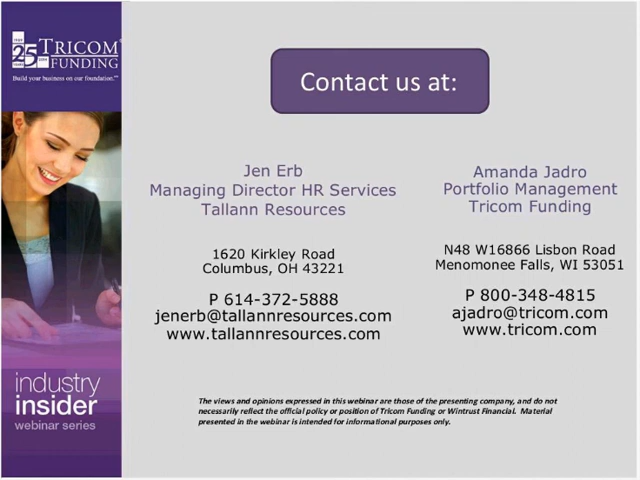 25
TRICOM
FUNDING
Build your business on our foundation.℠
Contact us at:
Jen Erb
Managing Director HR Services
Tallann Resources
1620 Kirkley Road
Columbus, OH 43221
P 614-372-5888
jenerb@tallannresources.com
www.tallannresources.com
Amanda Jadro
Portfolio Management
Tricom Funding
N48 W16866 Lisbon Road
Menomonee Falls, WI 53051
P 800-348-4815
ajadro@tricom.com
www.tricom.com
industry
insider
webinar series
The views and opinions expressed in this webinar are those of the presenting company, and do not
necessarily reflect the official policy or position of Tricom Funding or Wintrust Financial. Material
presented in the webinar is intended for informational purposes only.